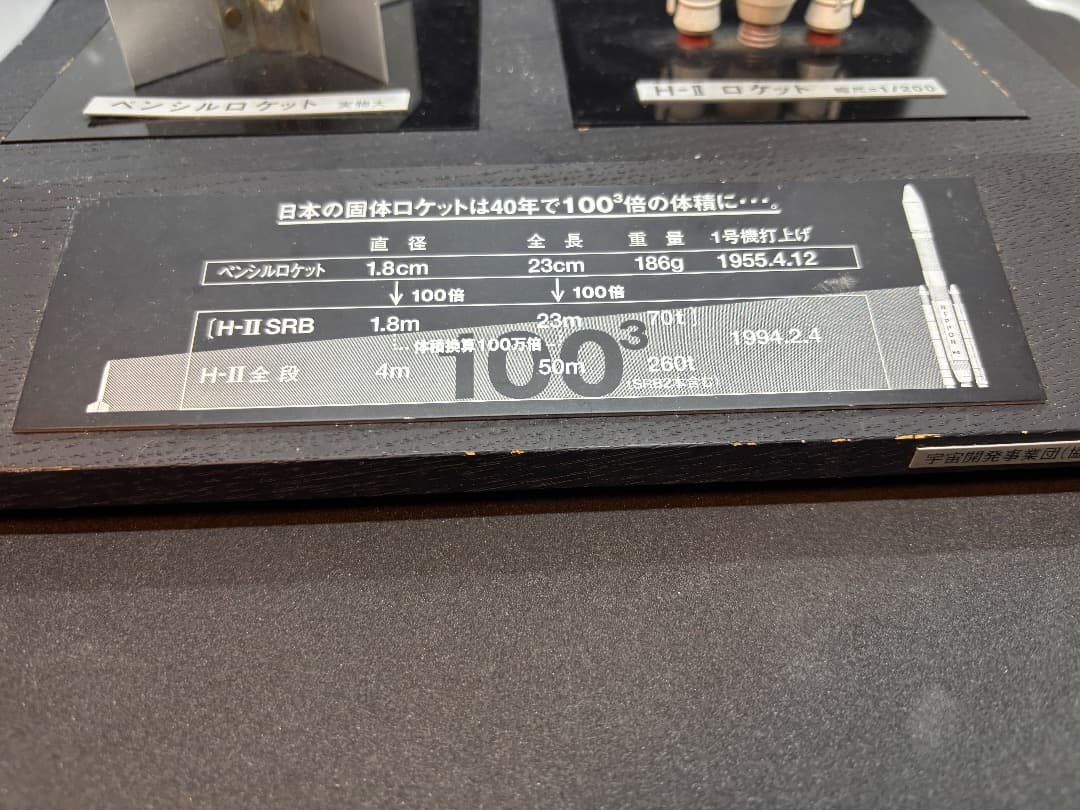 ペンシルロケット 実物大
H-II ロケット 縮尺=1/200
日本の固体ロケットは40年で100³倍の体積に・・・。
直径 全長 重量 1号機打上げ
ペンシルロケット 1.8cm 23cm 186g 1955.4.12
↓100倍 ↓100倍
〔H-II SRB 1.8m 23m 70t〕
体積換算100万倍
1994.2.4
H-II全段 4m 50m 260t
(SRB2本含む)
100³
NIPPON
宇宙開発事業団